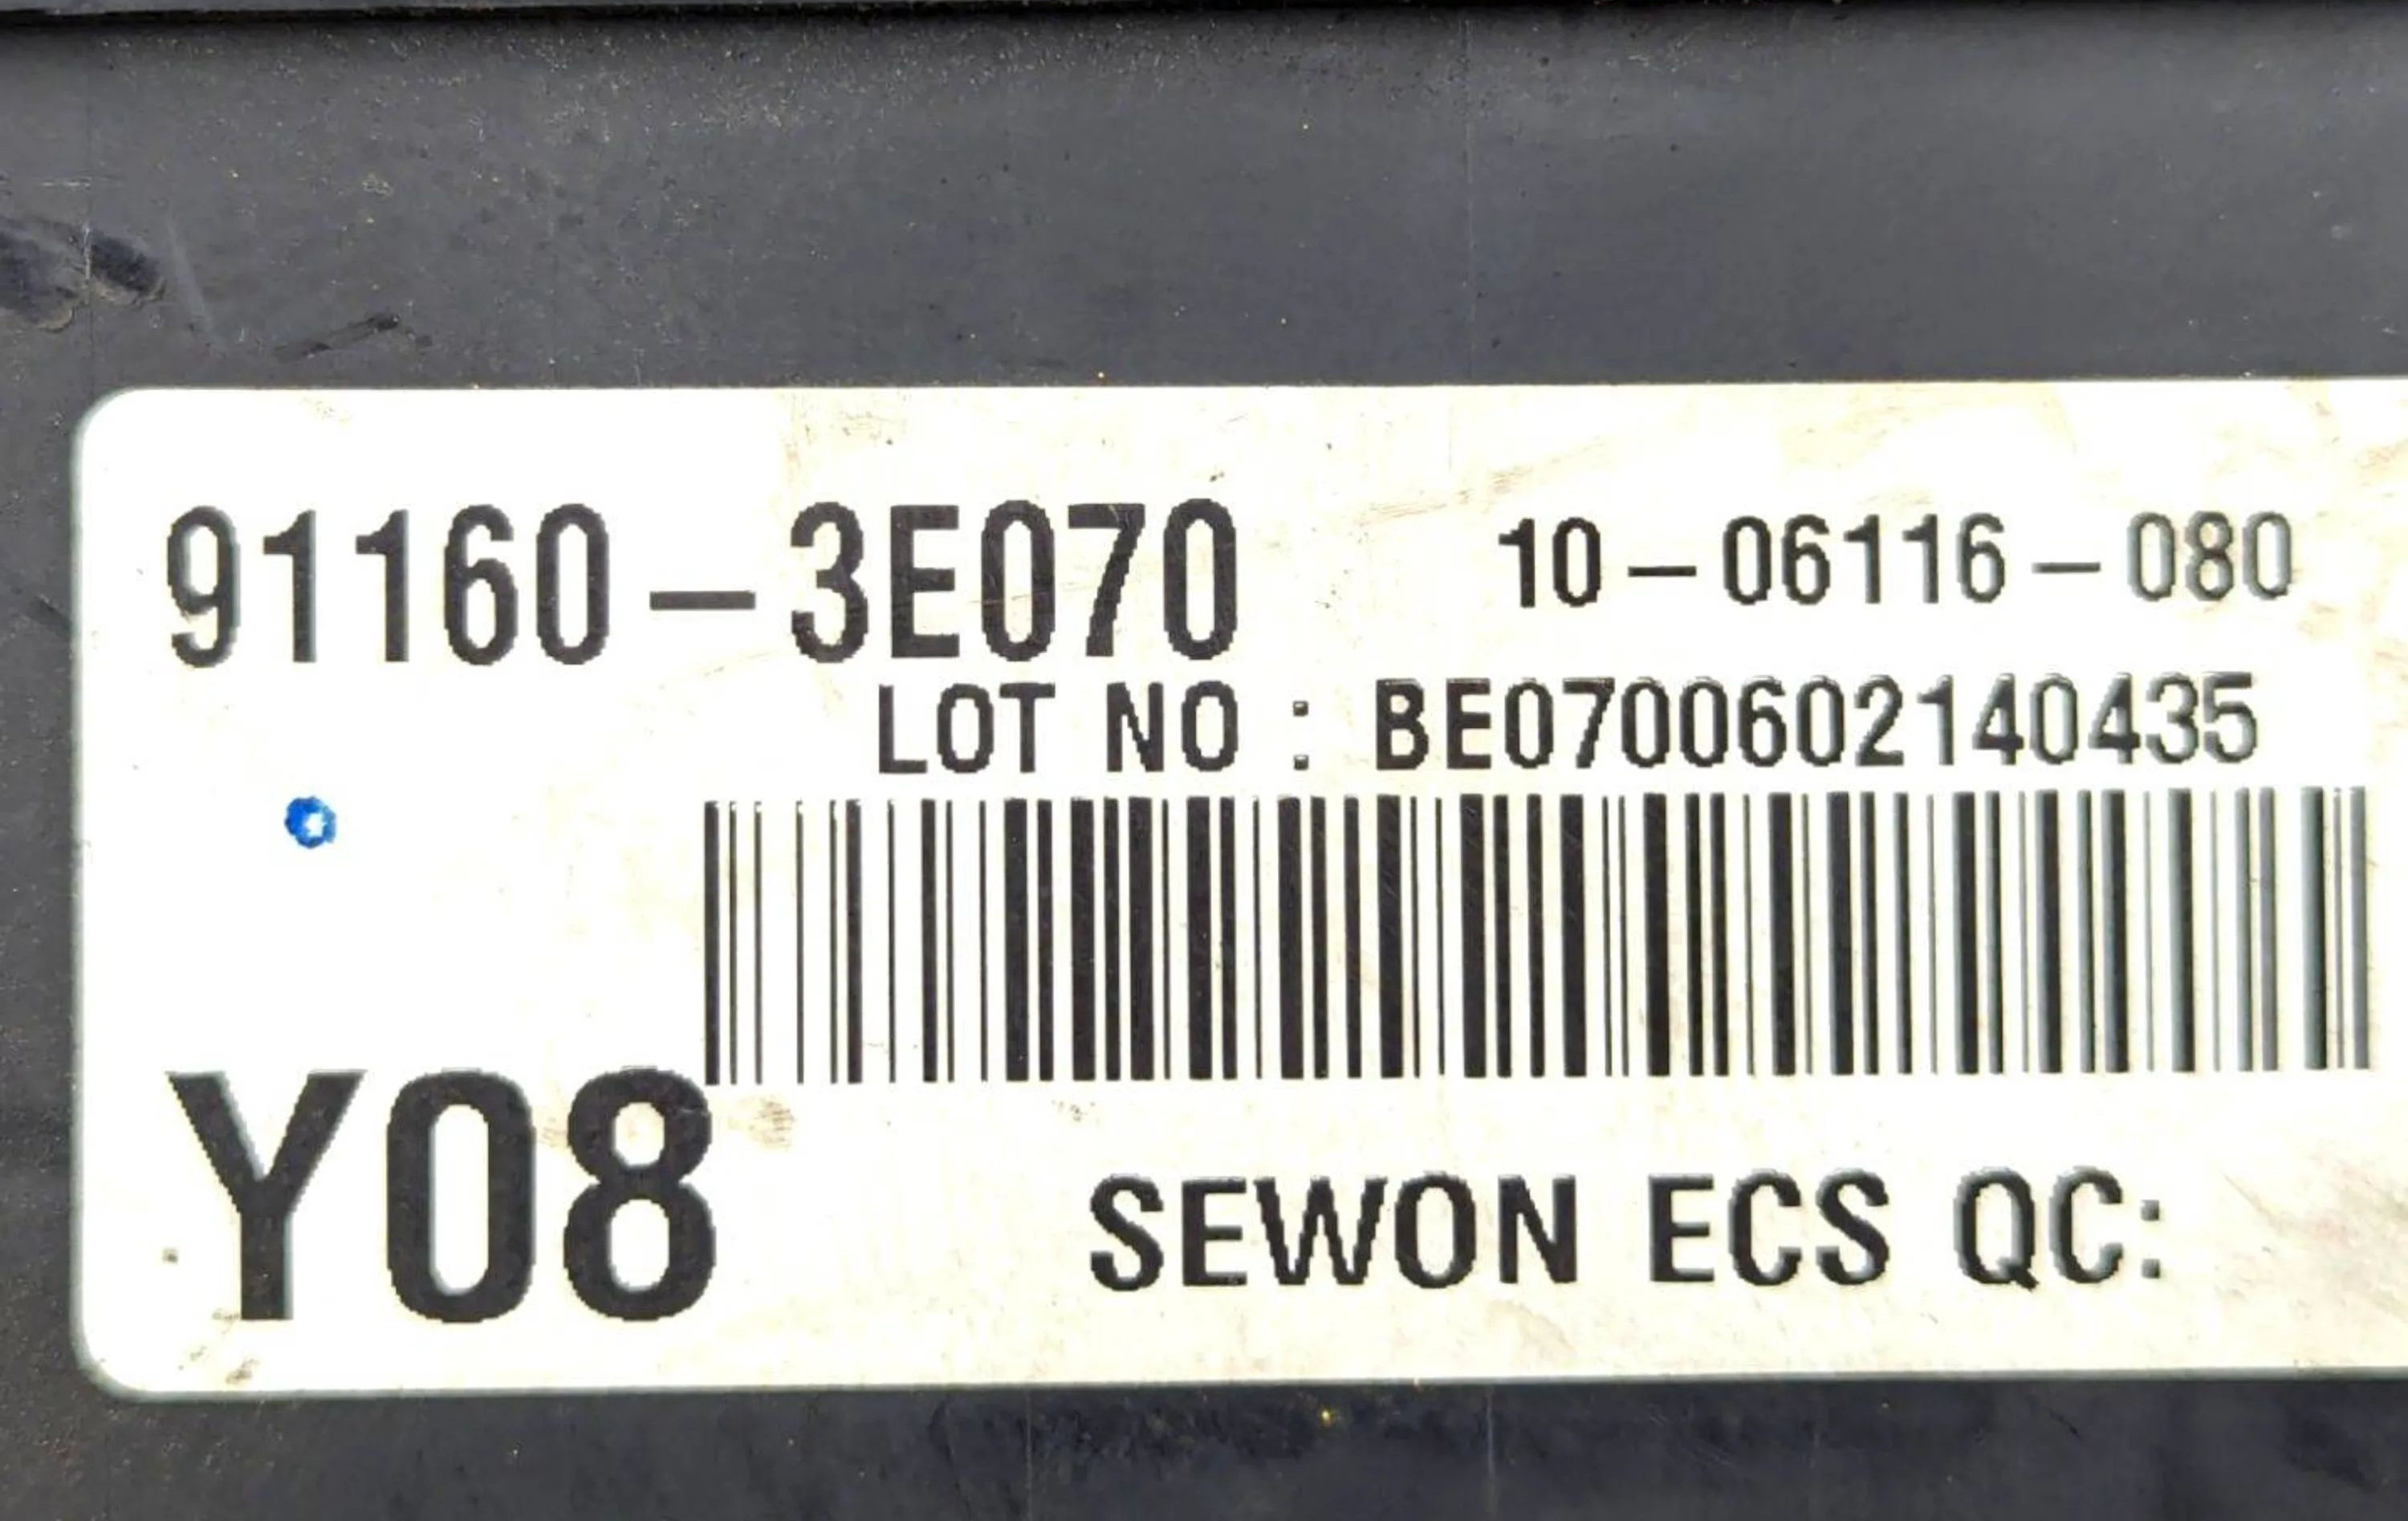 91160-3E070 10-06116-080
LOT NO : BE0700602140435
Y08
SEWON ECS QC: